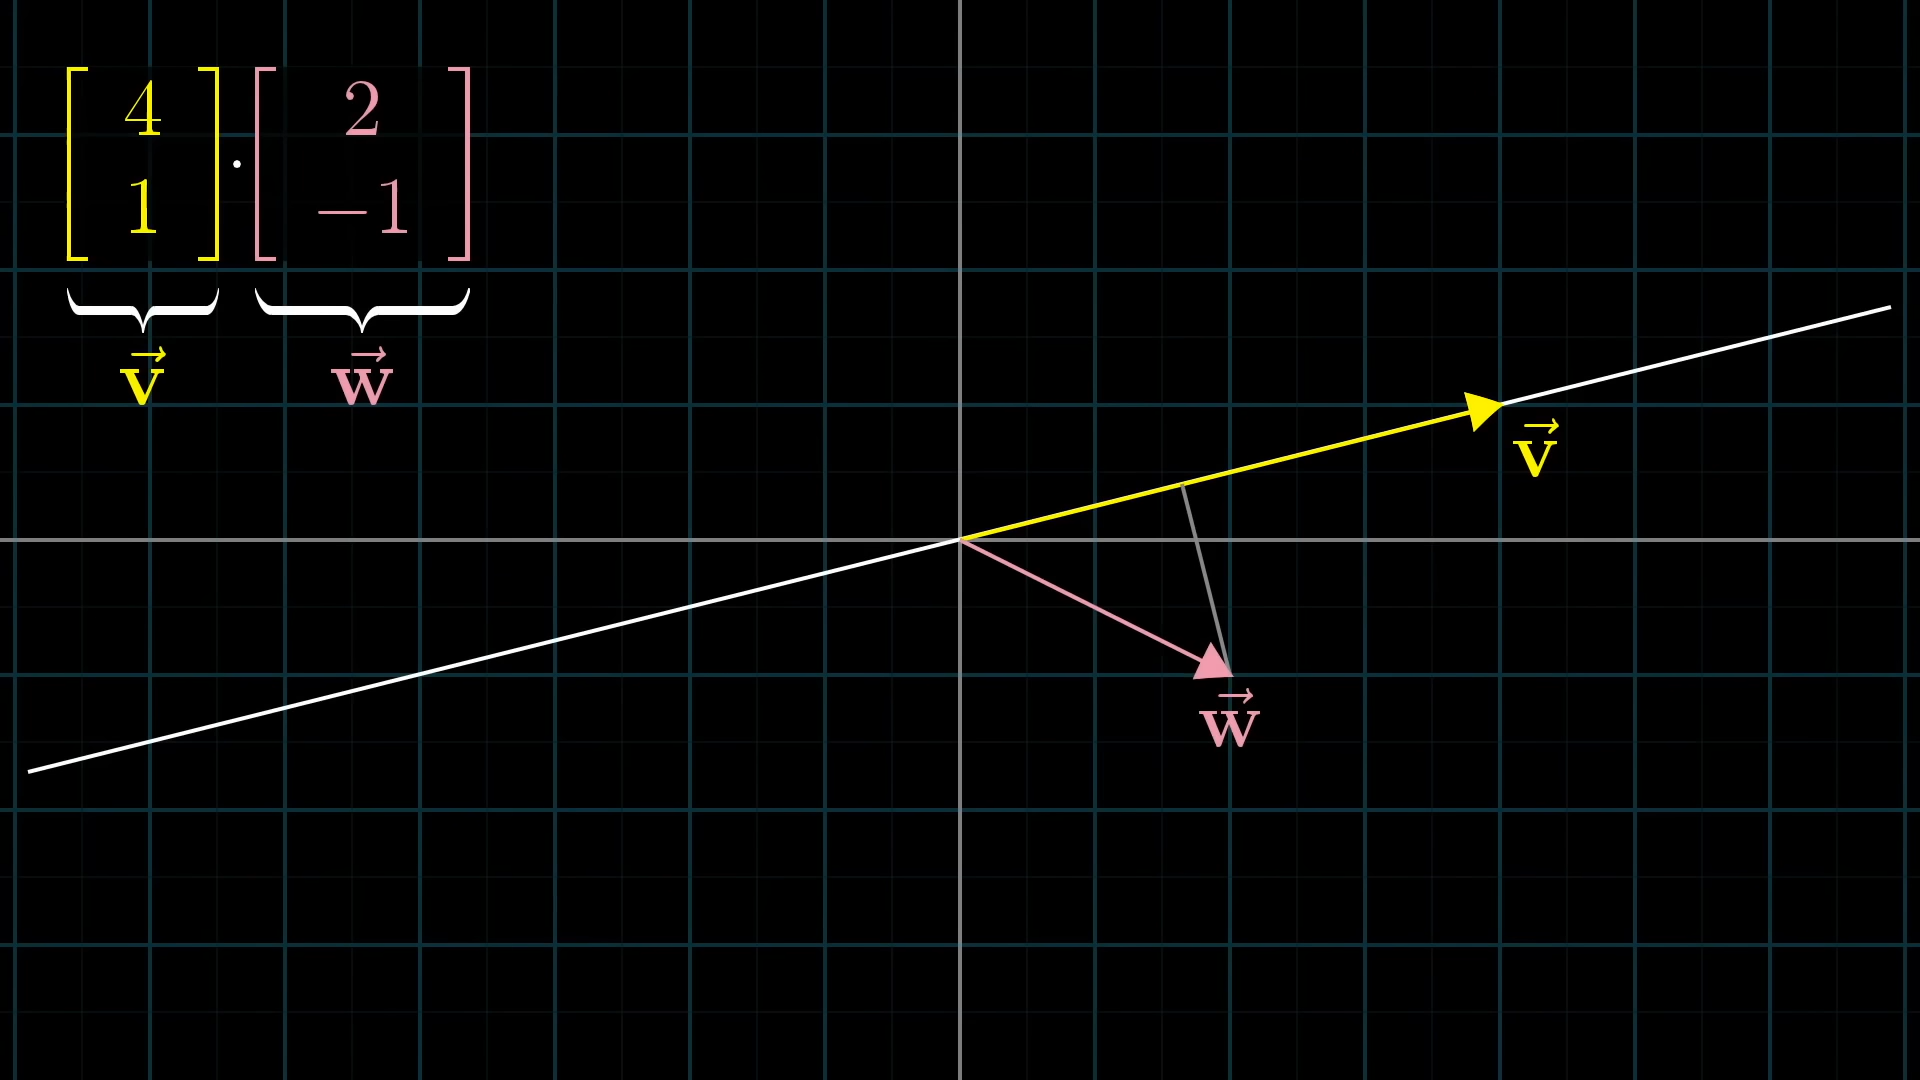 [4 1] · [2 −1]
v⃗ w⃗
v⃗
w⃗